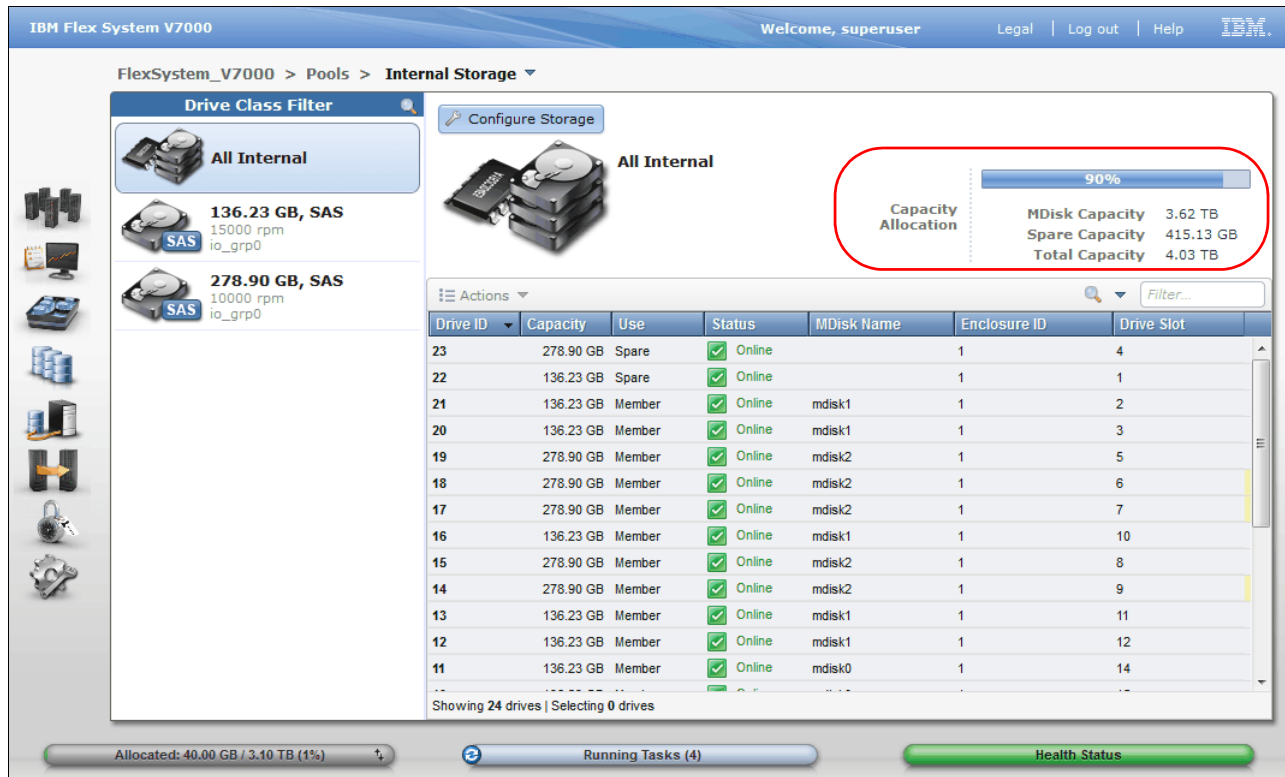 IBM Flex System V7000
Welcome, superuser
Legal | Log out | Help
IBM.
FlexSystem_V7000 > Pools > Internal Storage
Drive Class Filter
All Internal
136.23 GB, SAS
15000 rpm
io_grp0
SAS
278.90 GB, SAS
10000 rpm
io_grp0
SAS
Configure Storage
All Internal
Capacity Allocation
90%
MDisk Capacity 3.62 TB
Spare Capacity 415.13 GB
Total Capacity 4.03 TB
Actions
Filter...
Drive ID Capacity Use Status MDisk Name Enclosure ID Drive Slot
23 278.90 GB Spare Online 1 4
22 136.23 GB Spare Online 1 1
21 136.23 GB Member Online mdisk1 1 2
20 136.23 GB Member Online mdisk1 1 3
19 278.90 GB Member Online mdisk2 1 5
18 278.90 GB Member Online mdisk2 1 6
17 278.90 GB Member Online mdisk2 1 7
16 136.23 GB Member Online mdisk1 1 10
15 278.90 GB Member Online mdisk2 1 8
14 278.90 GB Member Online mdisk2 1 9
13 136.23 GB Member Online mdisk1 1 11
12 136.23 GB Member Online mdisk1 1 12
11 136.23 GB Member Online mdisk0 1 14
Showing 24 drives | Selecting 0 drives
Allocated: 40.00 GB / 3.10 TB (1%)
Running Tasks (4)
Health Status